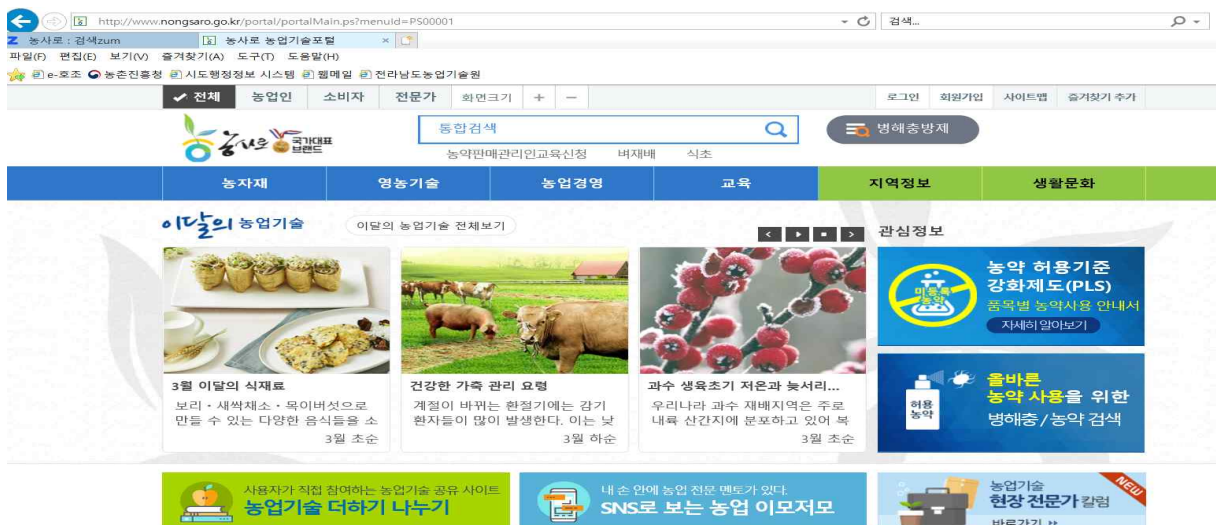 http://www.nongsaro.go.kr/portal/portalMain.ps?menuId=PS00001
검색...
농사로 : 검색zum
농사로 농업기술포털
파일(F) 편집(E) 보기(V) 즐겨찾기(A) 도구(T) 도움말(H)
e-호조 농촌진흥청 시도행정정보 시스템 웹메일 전라남도농업기술원
전체 농업인 소비자 전문가 화면크기 + −
로그인 회원가입 사이트맵 즐겨찾기 추가
농사로 국가대표
브랜드
통합검색
병해충방제
농약판매관리인교육신청 벼재배 식초
농자재 영농기술 농업경영 교육 지역정보 생활문화
이달의 농업기술
이달의 농업기술 전체보기
관심정보
3월 이달의 식재료
보리・새싹채소・목이버섯으로
만들 수 있는 다양한 음식들을 소
3월 초순
건강한 가축 관리 요령
계절이 바뀌는 환절기에는 감기
환자들이 많이 발생한다. 이는 낮
3월 하순
과수 생육초기 저온과 늦서리...
우리나라 과수 재배지역은 주로
내륙 산간지에 분포하고 있어 복
3월 초순
미등록
농약
농약 허용기준
강화제도(PLS)
품목별 농약사용 안내서
자세히 알아보기
허용
농약
올바른
농약 사용을 위한
병해충/농약 검색
사용자가 직접 참여하는 농업기술 공유 사이트
농업기술 더하기 나누기
내 손 안에 농업 전문 멘토가 있다.
SNS로 보는 농업 이모저모
농업기술
현장 전문가 칼럼
바로가기 »
NEW